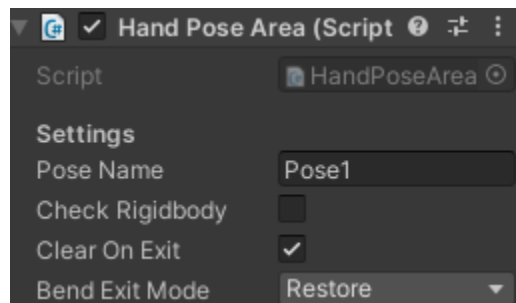 Hand Pose Area (Script
Script HandPoseArea
Settings
Pose Name Pose1
Check Rigidbody
Clear On Exit
Bend Exit Mode Restore